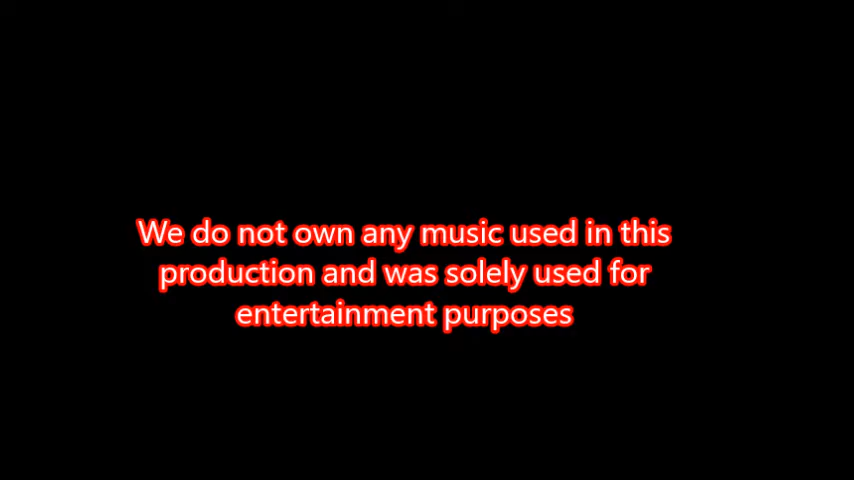 We do not own any music used in this
production and was solely used for
entertainment purposes